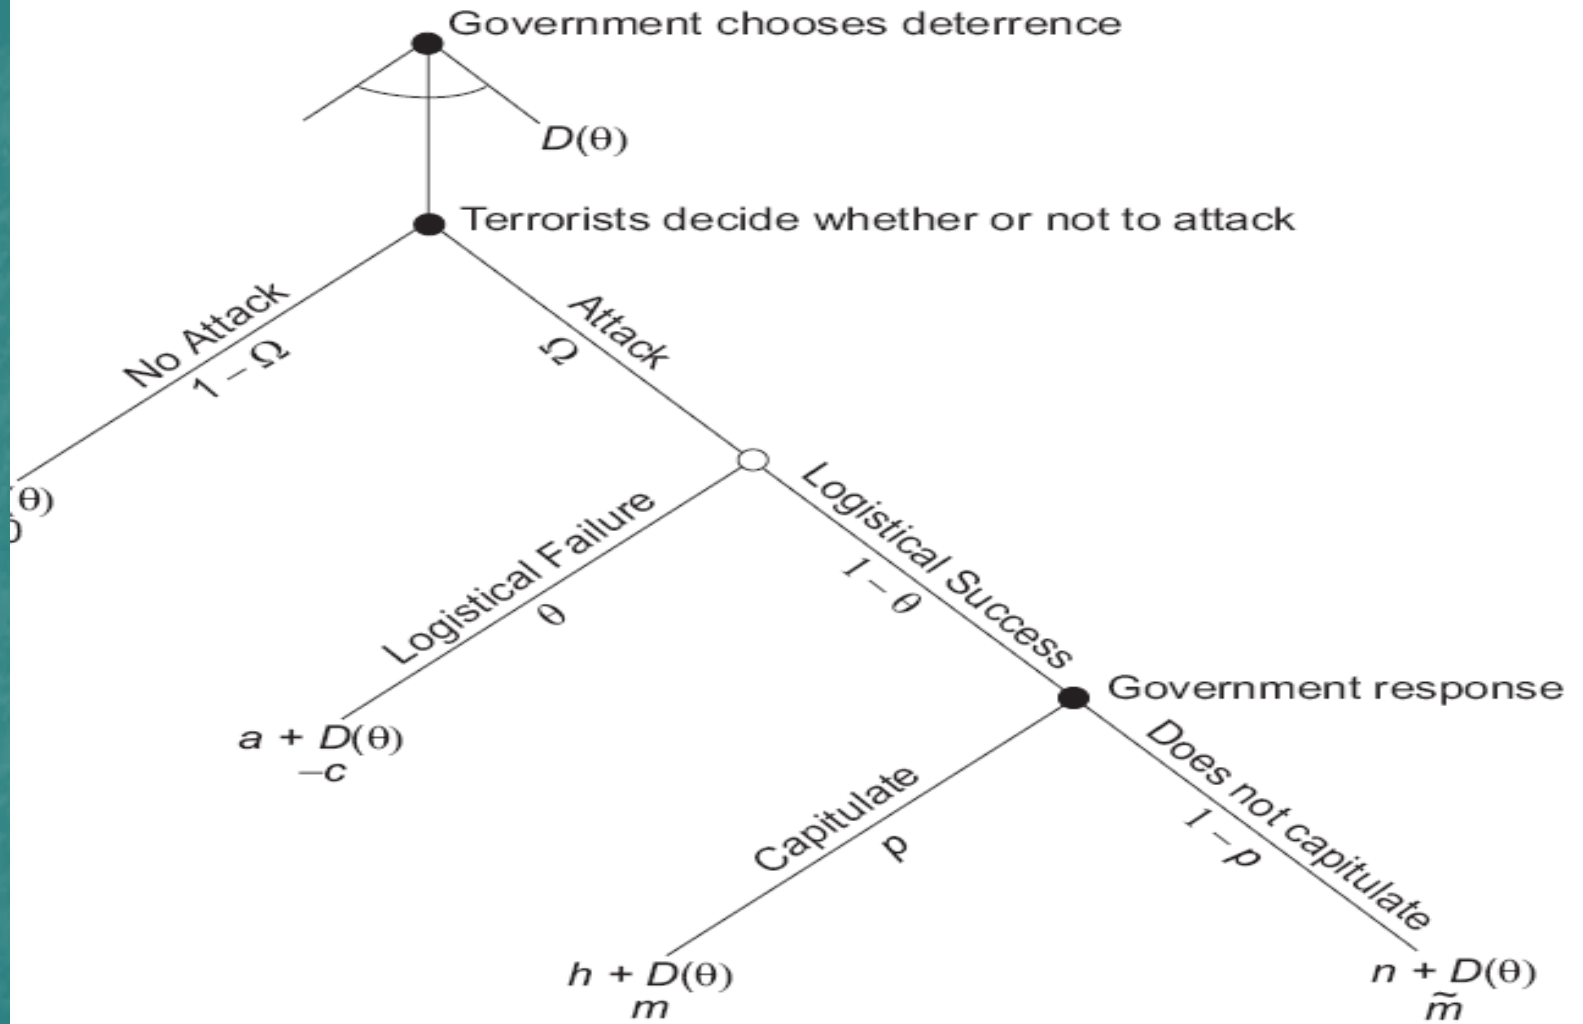 Government chooses deterrence
D(θ)
Terrorists decide whether or not to attack
No Attack
1 – Ω
Attack
Ω
(θ)
Logistical Failure
θ
Logistical Success
1 – θ
a + D(θ)
–c
Government response
Capitulate
p
Does not capitulate
1 – p
h + D(θ)
m
n + D(θ)
m̃